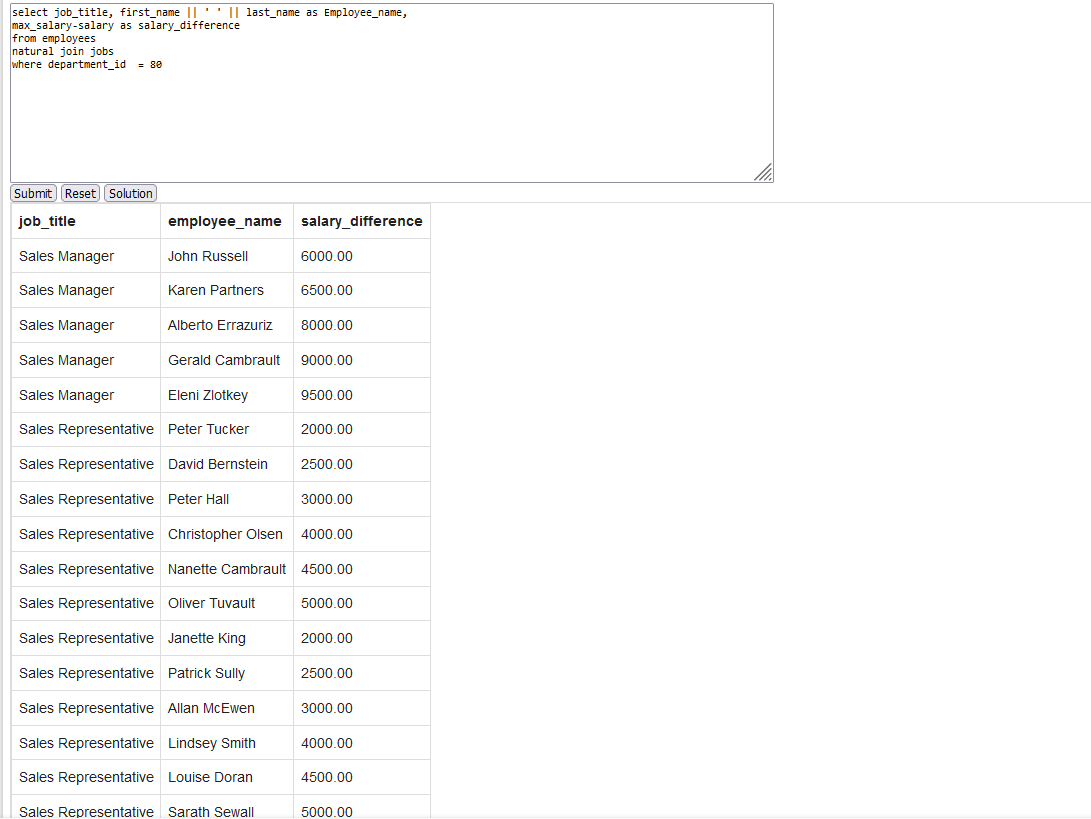 select job_title, first_name || ' ' || last_name as Employee_name,
max_salary-salary as salary_difference
from employees
natural join jobs
where department_id  = 80
Submit Reset Solution
job_title employee_name salary_difference
Sales Manager John Russell 6000.00
Sales Manager Karen Partners 6500.00
Sales Manager Alberto Errazuriz 8000.00
Sales Manager Gerald Cambrault 9000.00
Sales Manager Eleni Zlotkey 9500.00
Sales Representative Peter Tucker 2000.00
Sales Representative David Bernstein 2500.00
Sales Representative Peter Hall 3000.00
Sales Representative Christopher Olsen 4000.00
Sales Representative Nanette Cambrault 4500.00
Sales Representative Oliver Tuvault 5000.00
Sales Representative Janette King 2000.00
Sales Representative Patrick Sully 2500.00
Sales Representative Allan McEwen 3000.00
Sales Representative Lindsey Smith 4000.00
Sales Representative Louise Doran 4500.00
Sales Representative Sarath Sewall 5000.00